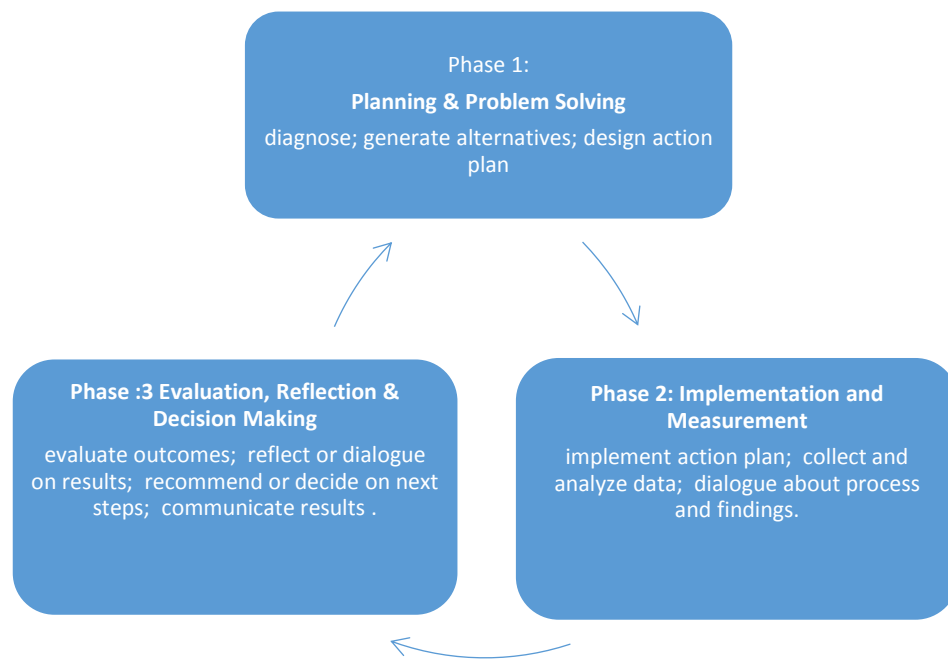 Phase 1:
Planning & Problem Solving
diagnose; generate alternatives; design action
plan
Phase :3 Evaluation, Reflection &
Decision Making
evaluate outcomes; reflect or dialogue
on results; recommend or decide on next
steps; communicate results .
Phase 2: Implementation and
Measurement
implement action plan; collect and
analyze data; dialogue about process
and findings.